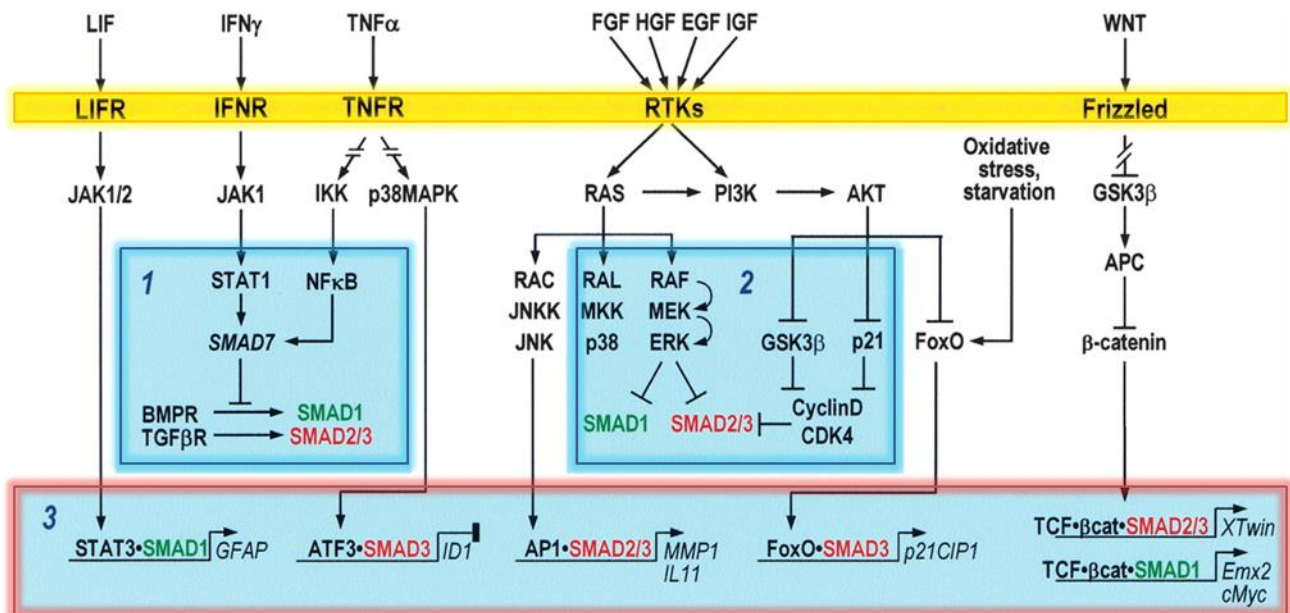 LIF IFNγ TNFα FGF HGF EGF IGF WNT
LIFR IFNR TNFR RTKs Frizzled
Oxidative
stress,
starvation
JAK1/2 JAK1 IKK p38MAPK RAS PI3K AKT GSK3β
1 STAT1 NFκB RAC RAL RAF 2 APC
JNKK MKK MEK
SMAD7 JNK p38 ERK GSK3β p21 FoxO β-catenin
BMPR SMAD1 SMAD1 SMAD2/3 CyclinD
TGFβR SMAD2/3 CDK4
3
STAT3•SMAD1 GFAP ATF3•SMAD3 ID1 AP1•SMAD2/3 MMP1 FoxO•SMAD3 p21CIP1 TCF•βcat•SMAD2/3 XTwin
IL11
TCF•βcat•SMAD1 Emx2
cMyc